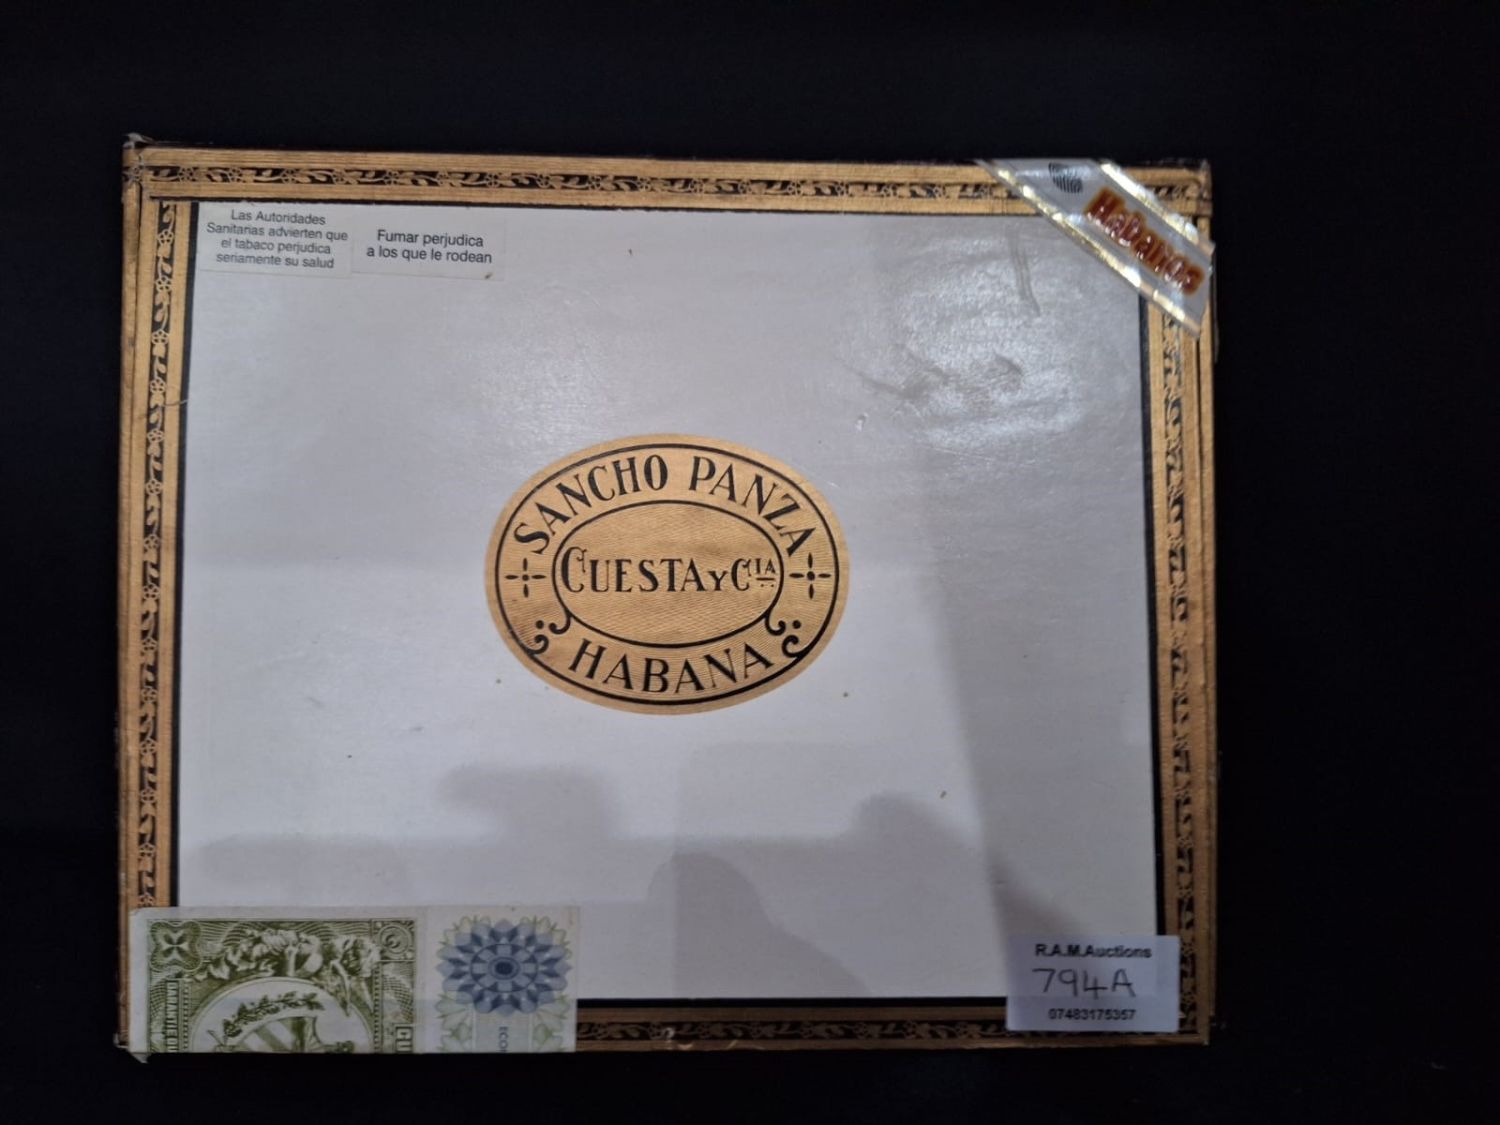 Las Autoridades
Sanitarias advierten que
el tabaco perjudica
seriamente su salud
Fumar perjudica
a los que le rodean
Habanos
SANCHO PANZA
CUESTA Y CIA
HABANA
R.A.M.Auctions
794A
07483175357